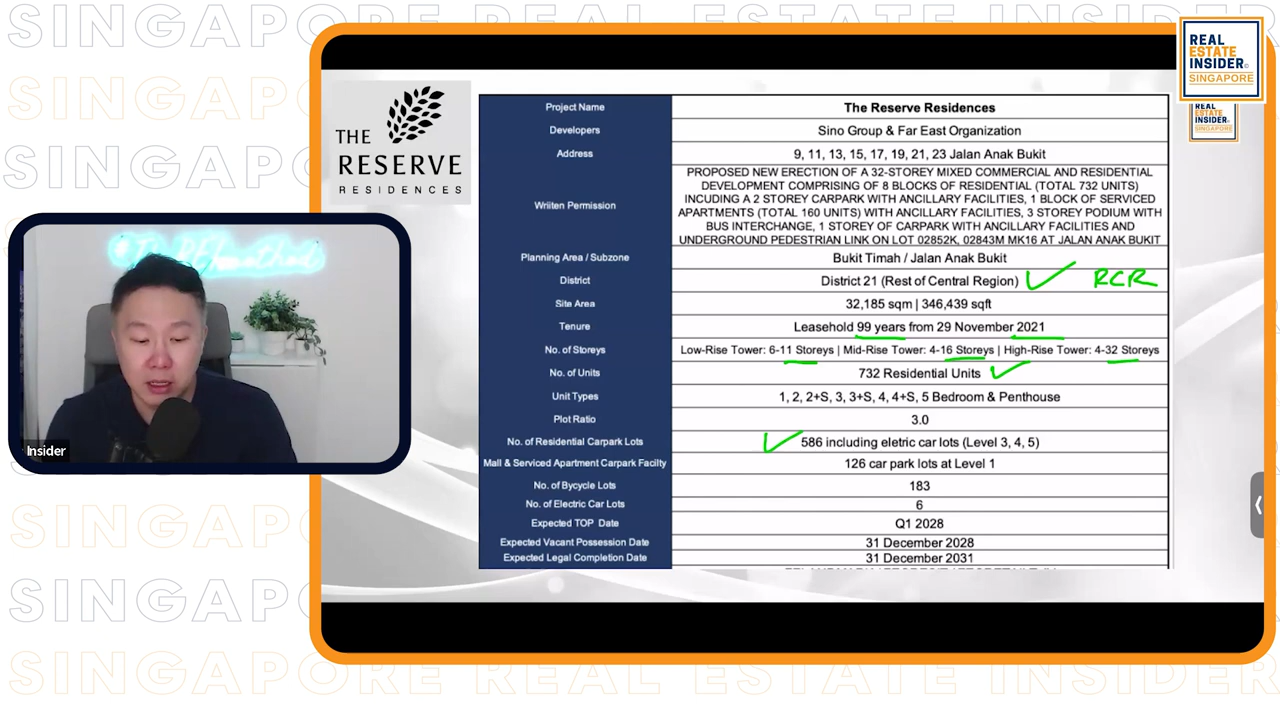 SINGAPORE REAL ESTATE INSIDER
REAL
ESTATE
INSIDER©
SINGAPORE
REAL
ESTATE
INSIDER
SINGAPORE
THE
RESERVE
RESIDENCES
Project Name The Reserve Residences
Developers Sino Group & Far East Organization
Address 9, 11, 13, 15, 17, 19, 21, 23 Jalan Anak Bukit
Wriiten Permission PROPOSED NEW ERECTION OF A 32-STOREY MIXED COMMERCIAL AND RESIDENTIAL
DEVELOPMENT COMPRISING OF 8 BLOCKS OF RESIDENTIAL (TOTAL 732 UNITS)
INCUDING A 2 STOREY CARPARK WITH ANCILLARY FACILITIES, 1 BLOCK OF SERVICED
APARTMENTS (TOTAL 160 UNITS) WITH ANCILLARY FACILITIES, 3 STOREY PODIUM WITH
BUS INTERCHANGE, 1 STOREY OF CARPARK WITH ANCILLARY FACILITIES AND
UNDERGROUND PEDESTRIAN LINK ON LOT 02852K, 02843M MK16 AT JALAN ANAK BUKIT
Planning Area / Subzone Bukit Timah / Jalan Anak Bukit
District District 21 (Rest of Central Region) RCR
Site Area 32,185 sqm | 346,439 sqft
Tenure Leasehold 99 years from 29 November 2021
No. of Storeys Low-Rise Tower: 6-11 Storeys | Mid-Rise Tower: 4-16 Storeys | High-Rise Tower: 4-32 Storeys
No. of Units 732 Residential Units
Unit Types 1, 2, 2+S, 3, 3+S, 4, 4+S, 5 Bedroom & Penthouse
Plot Ratio 3.0
No. of Residential Carpark Lots 586 including eletric car lots (Level 3, 4, 5)
Mall & Serviced Apartment Carpark Facilty 126 car park lots at Level 1
No. of Bycycle Lots 183
No. of Electric Car Lots 6
Expected TOP Date Q1 2028
Expected Vacant Possession Date 31 December 2028
Expected Legal Completion Date 31 December 2031
Insider
SINGAPO
SINGAPO
SINGAPORE REAL ESTATE INSIDER